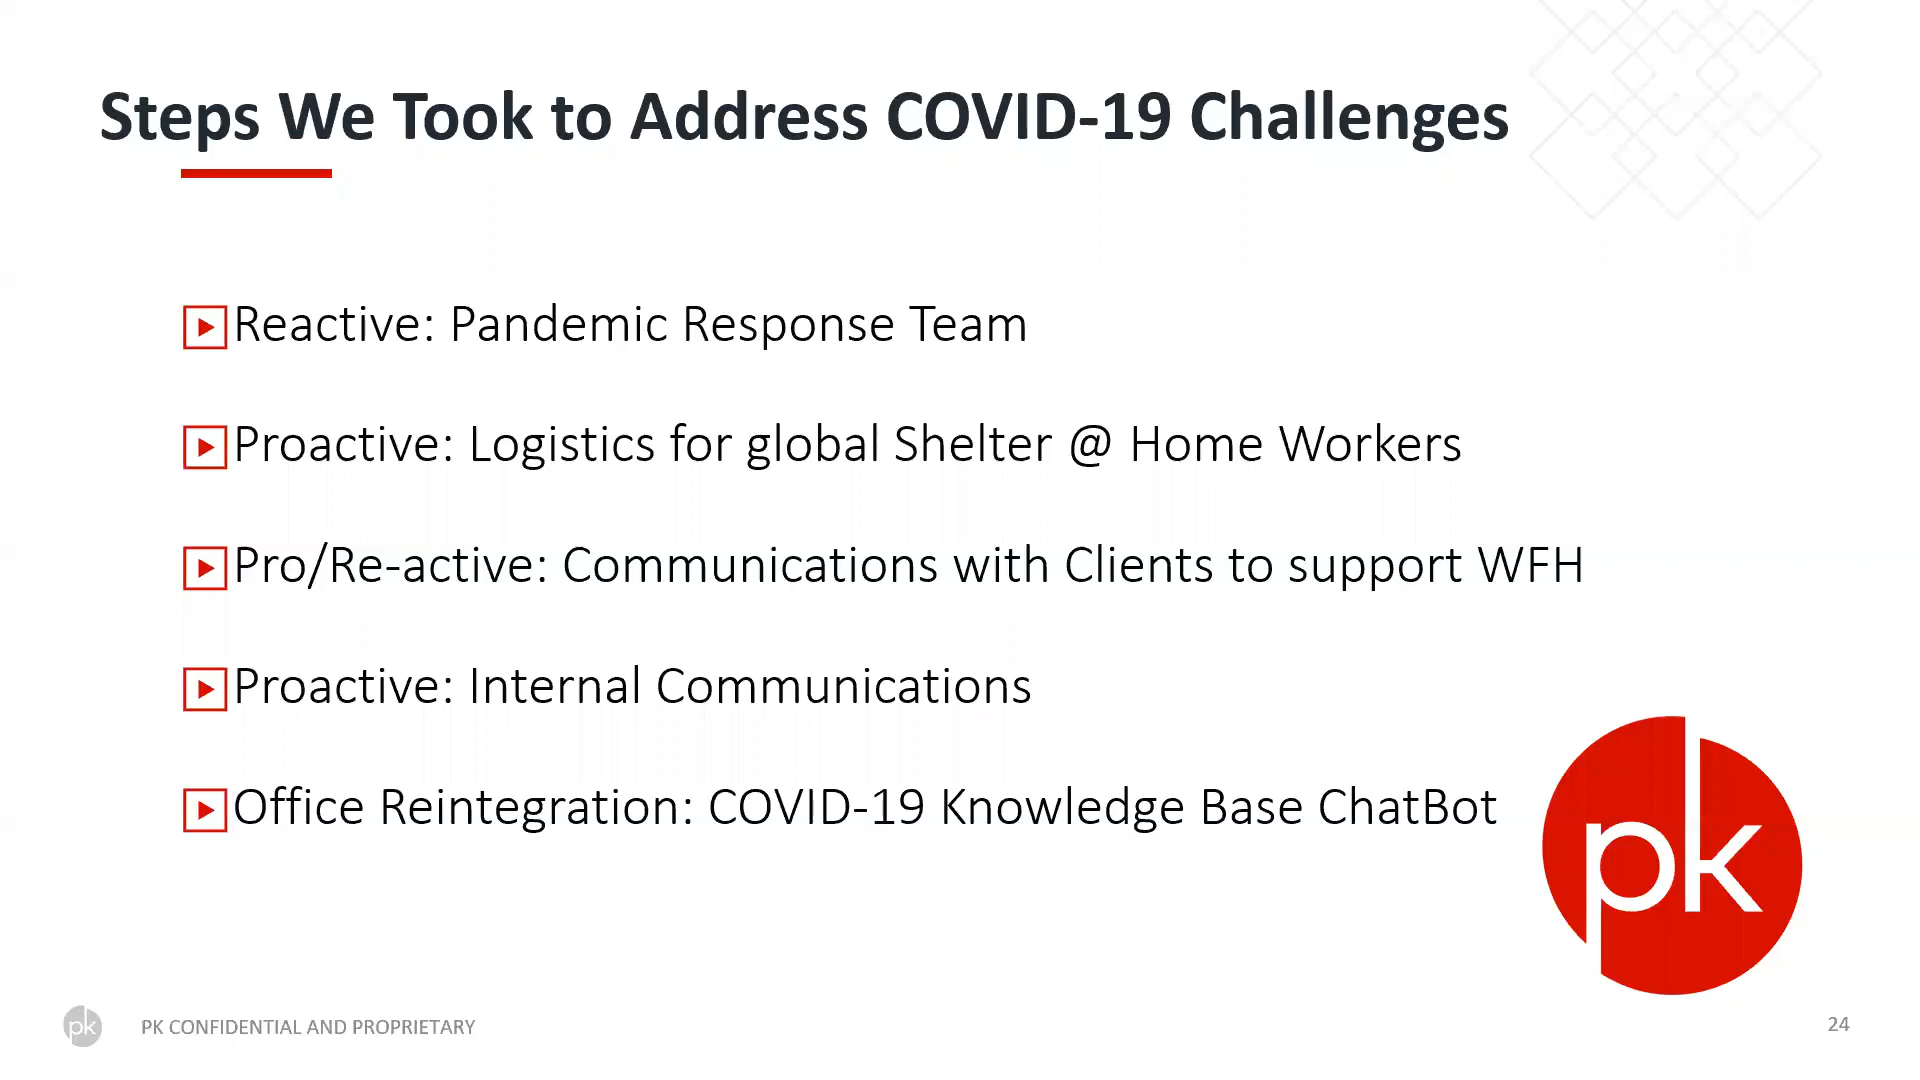 Steps We Took to Address COVID-19 Challenges
Reactive: Pandemic Response Team
Proactive: Logistics for global Shelter @ Home Workers
Pro/Re-active: Communications with Clients to support WFH
Proactive: Internal Communications
Office Reintegration: COVID-19 Knowledge Base ChatBot
pk
pk
PK CONFIDENTIAL AND PROPRIETARY
24